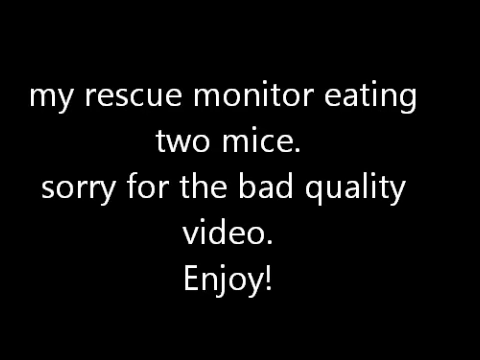 my rescue monitor eating
two mice.
sorry for the bad quality
video.
Enjoy!